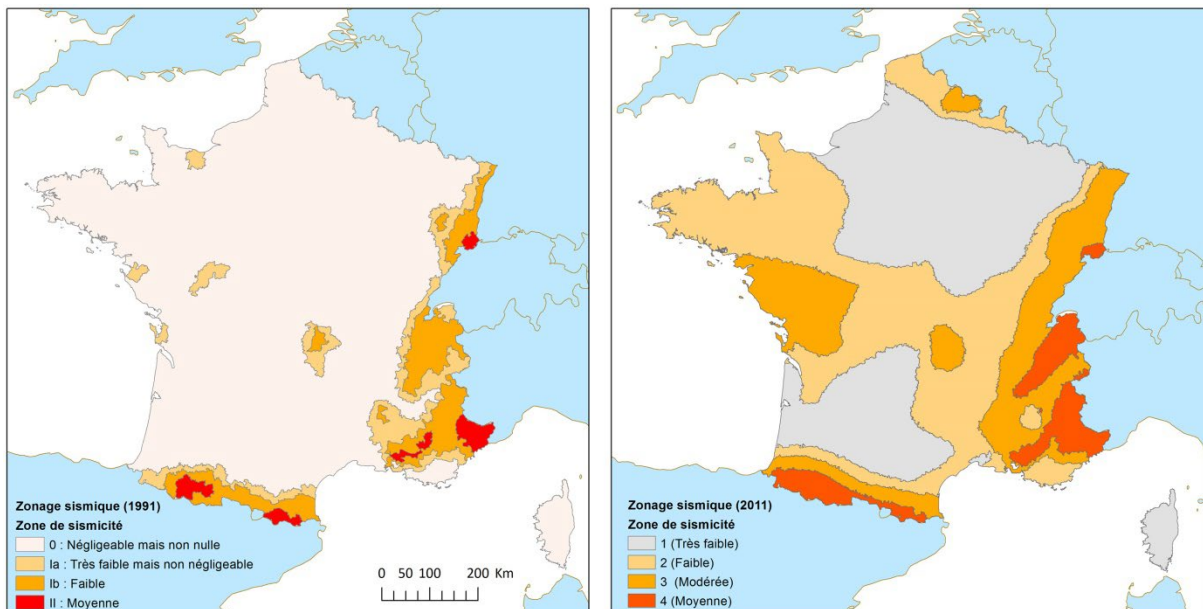 Zonage sismique (1991)
Zone de sismicité
0 : Négligeable mais non nulle
Ia : Très faible mais non négligeable
Ib : Faible
II : Moyenne
0 50 100 200 Km
Zonage sismique (2011)
Zone de sismicité
1 (Très faible)
2 (Faible)
3 (Modérée)
4 (Moyenne)